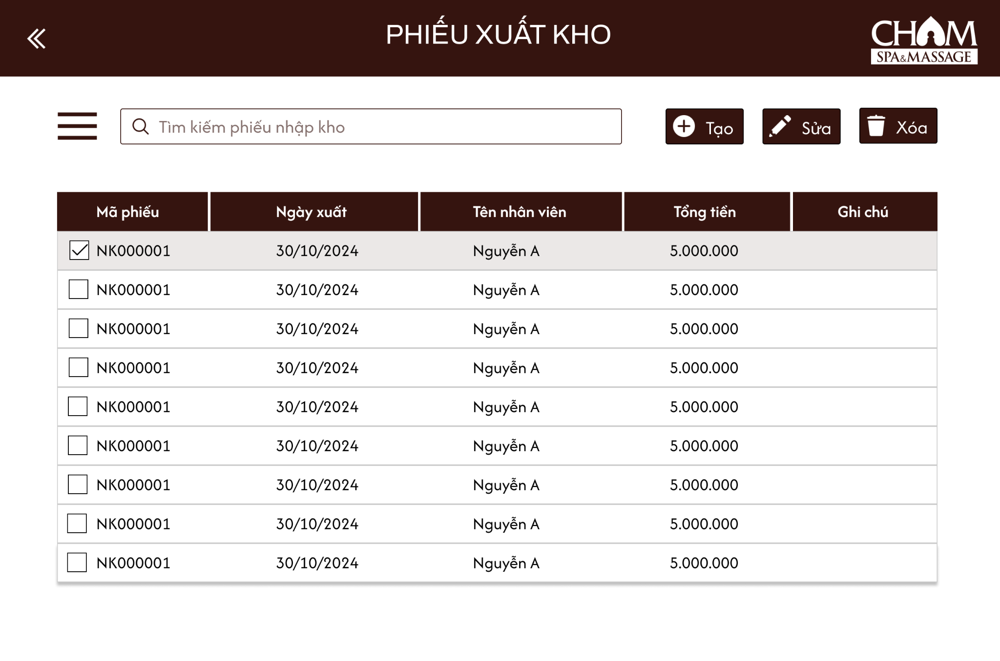 PHIẾU XUẤT KHO
CHAM
SPA&MASSAGE
Tìm kiếm phiếu nhập kho
Tạo
Sửa
Xóa
Mã phiếu Ngày xuất Tên nhân viên Tổng tiền Ghi chú
NK000001 30/10/2024 Nguyễn A 5.000.000
NK000001 30/10/2024 Nguyễn A 5.000.000
NK000001 30/10/2024 Nguyễn A 5.000.000
NK000001 30/10/2024 Nguyễn A 5.000.000
NK000001 30/10/2024 Nguyễn A 5.000.000
NK000001 30/10/2024 Nguyễn A 5.000.000
NK000001 30/10/2024 Nguyễn A 5.000.000
NK000001 30/10/2024 Nguyễn A 5.000.000
NK000001 30/10/2024 Nguyễn A 5.000.000